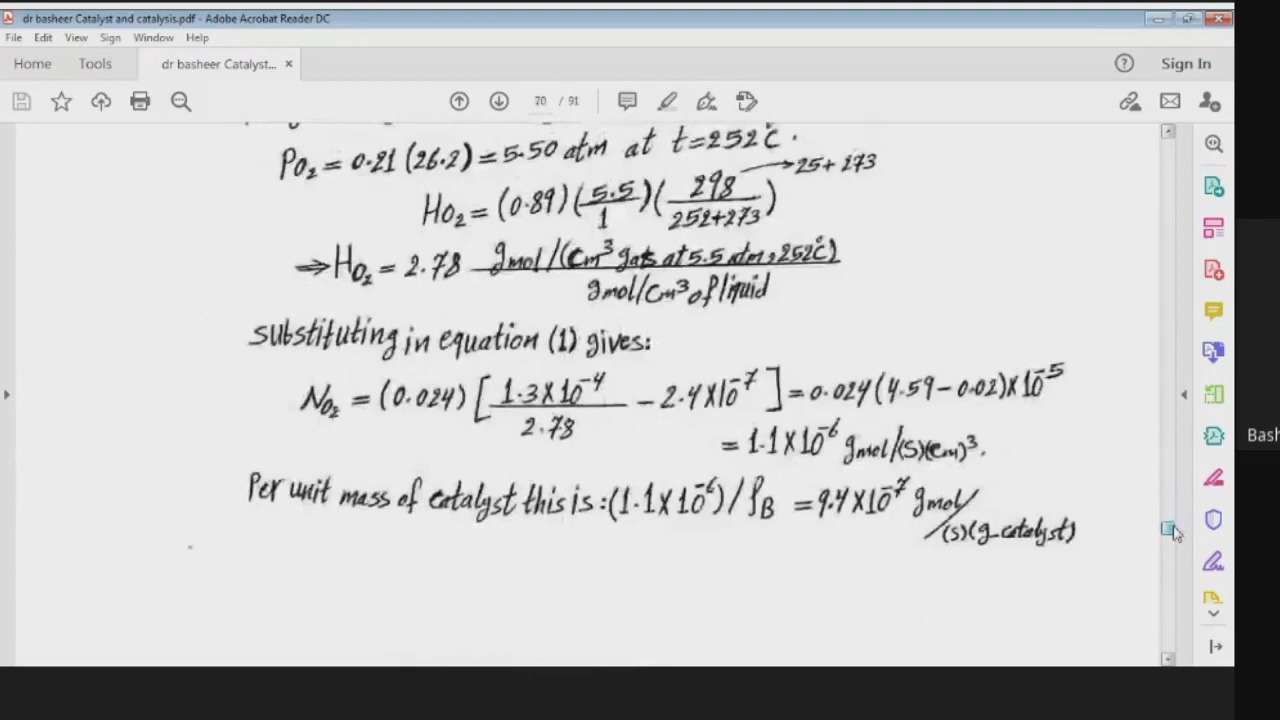 dr basheer Catalyst and catalysis.pdf - Adobe Acrobat Reader DC
File Edit View Sign Window Help
Home Tools dr basheer Catalyst... × Sign In
70 / 91
PO₂ = 0.21 (26.2) = 5.50 atm at t=252°C.
HO₂ = (0.89) (5.5/1) (298/252+273) → 25+273
⇒ HO₂ = 2.78 gmol/(cm³ gas at 5.5 atm, 252°C) / gmol/cm³ of liquid
substituting in equation (1) gives:
NO₂ = (0.024) [1.3×10⁻⁴/2.78 − 2.4×10⁻⁷] = 0.024 (4.59 − 0.02)×10⁻⁵
= 1.1×10⁻⁶ gmol/(S)(cm)³.
Per unit mass of catalyst this is: (1.1×10⁻⁶)/ρB = 9.4×10⁻⁷ gmol
/(S)(g_catalyst)
Bash